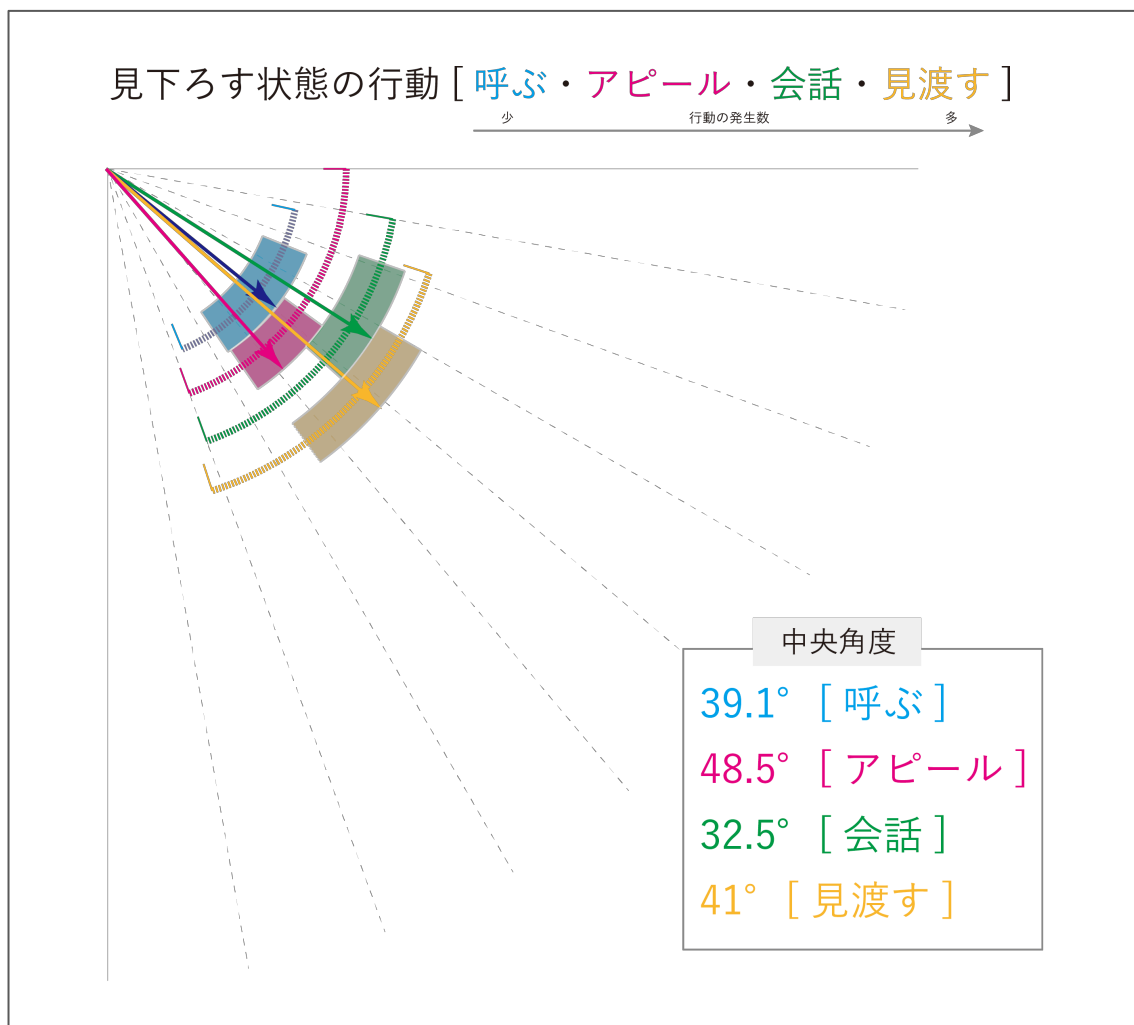 見下ろす状態の行動 [ 呼ぶ・アピール・会話・見渡す ]
少 行動の発生数 多
中央角度
39.1° [ 呼ぶ ]
48.5° [ アピール ]
32.5° [ 会話 ]
41° [ 見渡す ]